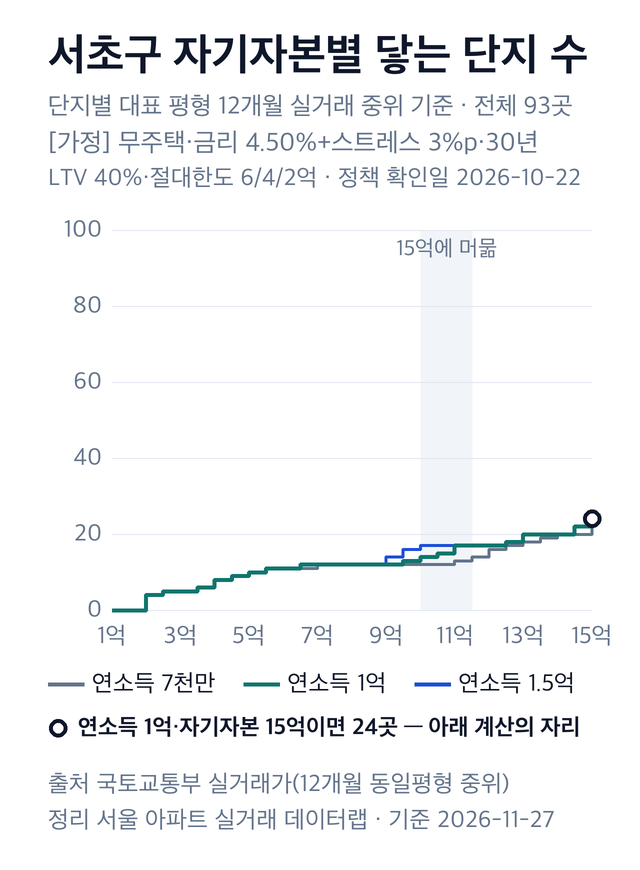 서초구 자기자본별 닿는 단지 수
단지별 대표 평형 12개월 실거래 중위 기준 · 전체 93곳
[가정] 무주택·금리 4.50%+스트레스 3%p·30년
LTV 40%·절대한도 6/4/2억 · 정책 확인일 2026-10-22
100
15억에 머묾
80
60
40
20
0
1억 3억 5억 7억 9억 11억 13억 15억
연소득 7천만 연소득 1억 연소득 1.5억
연소득 1억·자기자본 15억이면 24곳 — 아래 계산의 자리
출처 국토교통부 실거래가(12개월 동일평형 중위)
정리 서울 아파트 실거래 데이터랩 · 기준 2026-11-27